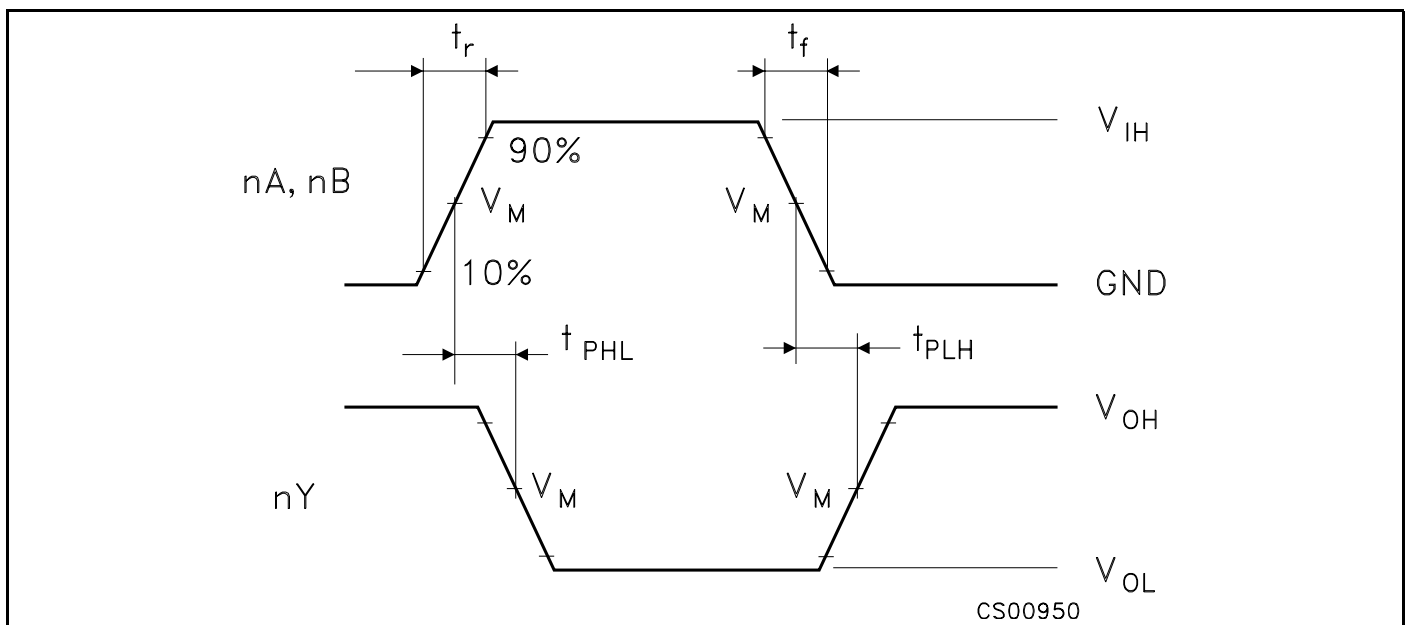 tr tf
VIH
90%
nA, nB
VM VM
10%
GND
tPHL tPLH
VOH
nY
VM VM
VOL
CS00950